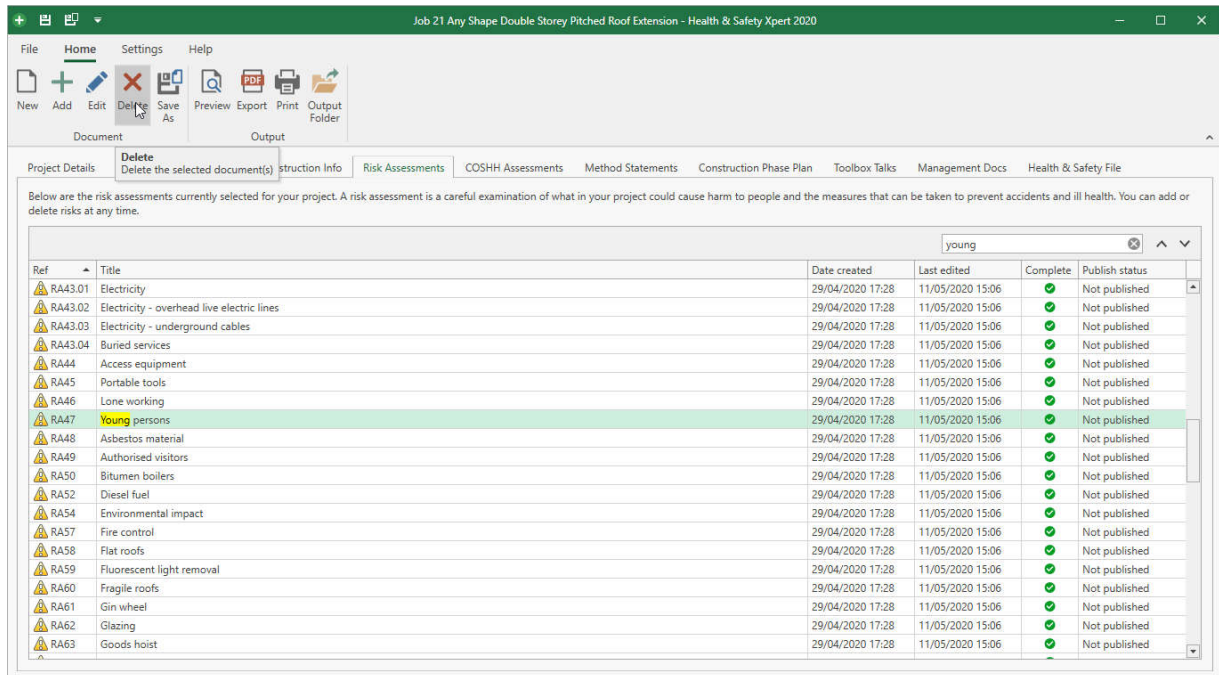 Job 21 Any Shape Double Storey Pitched Roof Extension - Health & Safety Xpert 2020
File Home Settings Help
New Add Edit Delete Save As Preview Export Print Output Folder
PDF
Document Output
Delete
Delete the selected document(s)
Project Details struction Info Risk Assessments COSHH Assessments Method Statements Construction Phase Plan Toolbox Talks Management Docs Health & Safety File
Below are the risk assessments currently selected for your project. A risk assessment is a careful examination of what in your project could cause harm to people and the measures that can be taken to prevent accidents and ill health. You can add or
delete risks at any time.
young
Ref Title Date created Last edited Complete Publish status
RA43.01 Electricity 29/04/2020 17:28 11/05/2020 15:06 Not published
RA43.02 Electricity - overhead live electric lines 29/04/2020 17:28 11/05/2020 15:06 Not published
RA43.03 Electricity - underground cables 29/04/2020 17:28 11/05/2020 15:06 Not published
RA43.04 Buried services 29/04/2020 17:28 11/05/2020 15:06 Not published
RA44 Access equipment 29/04/2020 17:28 11/05/2020 15:06 Not published
RA45 Portable tools 29/04/2020 17:28 11/05/2020 15:06 Not published
RA46 Lone working 29/04/2020 17:28 11/05/2020 15:06 Not published
RA47 Young persons 29/04/2020 17:28 11/05/2020 15:06 Not published
RA48 Asbestos material 29/04/2020 17:28 11/05/2020 15:06 Not published
RA49 Authorised visitors 29/04/2020 17:28 11/05/2020 15:06 Not published
RA50 Bitumen boilers 29/04/2020 17:28 11/05/2020 15:06 Not published
RA52 Diesel fuel 29/04/2020 17:28 11/05/2020 15:06 Not published
RA54 Environmental impact 29/04/2020 17:28 11/05/2020 15:06 Not published
RA57 Fire control 29/04/2020 17:28 11/05/2020 15:06 Not published
RA58 Flat roofs 29/04/2020 17:28 11/05/2020 15:06 Not published
RA59 Fluorescent light removal 29/04/2020 17:28 11/05/2020 15:06 Not published
RA60 Fragile roofs 29/04/2020 17:28 11/05/2020 15:06 Not published
RA61 Gin wheel 29/04/2020 17:28 11/05/2020 15:06 Not published
RA62 Glazing 29/04/2020 17:28 11/05/2020 15:06 Not published
RA63 Goods hoist 29/04/2020 17:28 11/05/2020 15:06 Not published